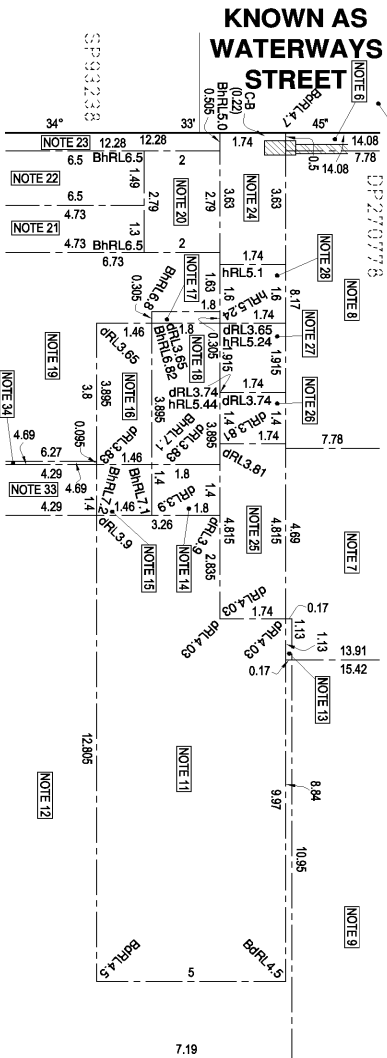 KNOWN AS
WATERWAYS
STREET
SP93238
DP270778
BhRL5.0
0.505
C-B
(0.22)
BdRL4.7
NOTE 6
34°
33'
45"
14.08
NOTE 23
12.28
12.28
1.74
0.5
14.08
7.78
6.5
BhRL6.5
2
NOTE 22
1.49
NOTE 20
2.79
2.79
3.63
NOTE 24
3.63
6.5
4.73
NOTE 21
1.3
4.73
BhRL6.5
2
6.73
1.74
NOTE 28
hRL5.1
NOTE 8
BhRL6.8
NOTE 17
1.63
1.6
hRL5.24
1.6
8.17
0.305
1.8
1.74
1.46
1.8
dRL3.65
hRL5.24
NOTE 27
dRL3.65
dRL3.65
BhRL6.82
0.305
NOTE 18
1.915
1.915
NOTE 19
3.8
3.895
NOTE 16
3.895
dRL3.74
hRL5.44
1.74
dRL3.74
NOTE 26
NOTE 34
0.095
dRL3.83
BhRL7.1
dRL3.83
3.895
1.4
dRL3.81
1.4
1.74
dRL3.81
7.78
4.69
6.27
1.46
1.8
4.29
NOTE 33
4.69
1.4
BhRL7.2
BhRL7.1
1.4
dRL3.9
1.4
4.29
1.46
1.8
dRL3.9
3.26
dRL3.9
NOTE 15
NOTE 14
4.815
NOTE 25
4.815
4.69
NOTE 7
2.835
dRL4.03
1.74
0.17
dRL4.03
dRL4.03
1.13
1.13
13.91
0.17
15.42
NOTE 13
12.805
NOTE 11
NOTE 12
9.97
8.84
10.95
NOTE 9
BdRL4.5
BdRL4.5
5
7.19